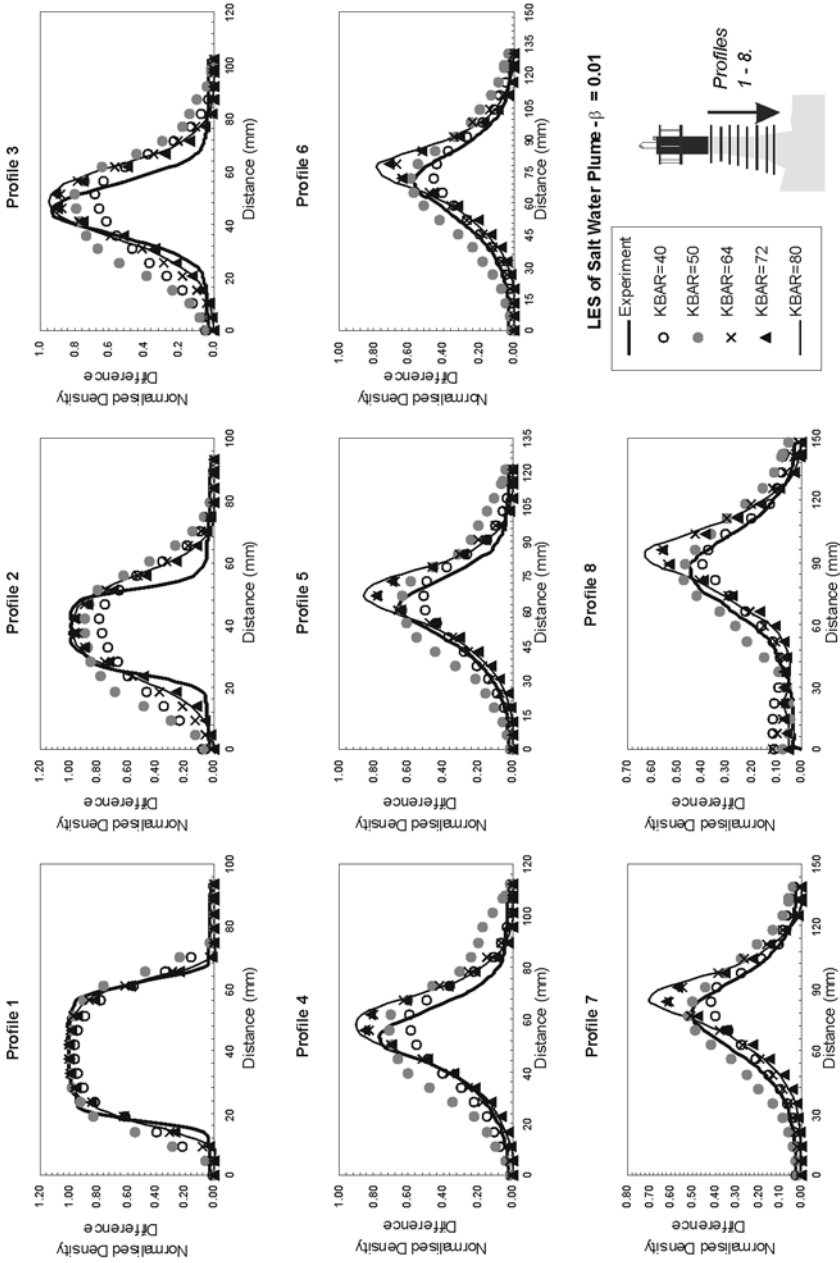 Profile 1
Normalised Density
Difference
1.20
1.00
0.80
0.60
0.40
0.20
0.00
0 20 40 60 80 100
Distance (mm)
Profile 2
Normalised Density
Difference
1.20
1.00
0.80
0.60
0.40
0.20
0.00
0 20 40 60 80 100
Distance (mm)
Profile 3
Normalised Density
Difference
1.0
0.8
0.6
0.4
0.2
0.0
0 20 40 60 80 100 120
Distance (mm)
Profile 4
Normalised Density
Difference
1.00
0.80
0.60
0.40
0.20
0.00
0 20 40 60 80 100 120
Distance (mm)
Profile 5
Normalised Density
Difference
1.00
0.80
0.60
0.40
0.20
0.00
0 15 30 45 60 75 90 105 120 135
Distance (mm)
Profile 6
Normalised Density
Difference
1.00
0.80
0.60
0.40
0.20
0.00
0 15 30 45 60 75 90 105 120 135
Distance (mm)
Profile 7
Normalised Density
Difference
0.80
0.70
0.60
0.50
0.40
0.30
0.20
0.10
0.00
0 30 60 90 120 150
Distance (mm)
Profile 8
Normalised Density
Difference
0.70
0.60
0.50
0.40
0.30
0.20
0.10
0.00
0 30 60 90 120 150
Distance (mm)
LES of Salt Water Plume - β = 0.01
Experiment
KBAR=40
KBAR=50
KBAR=64
KBAR=72
KBAR=80
Profiles
1 - 8.